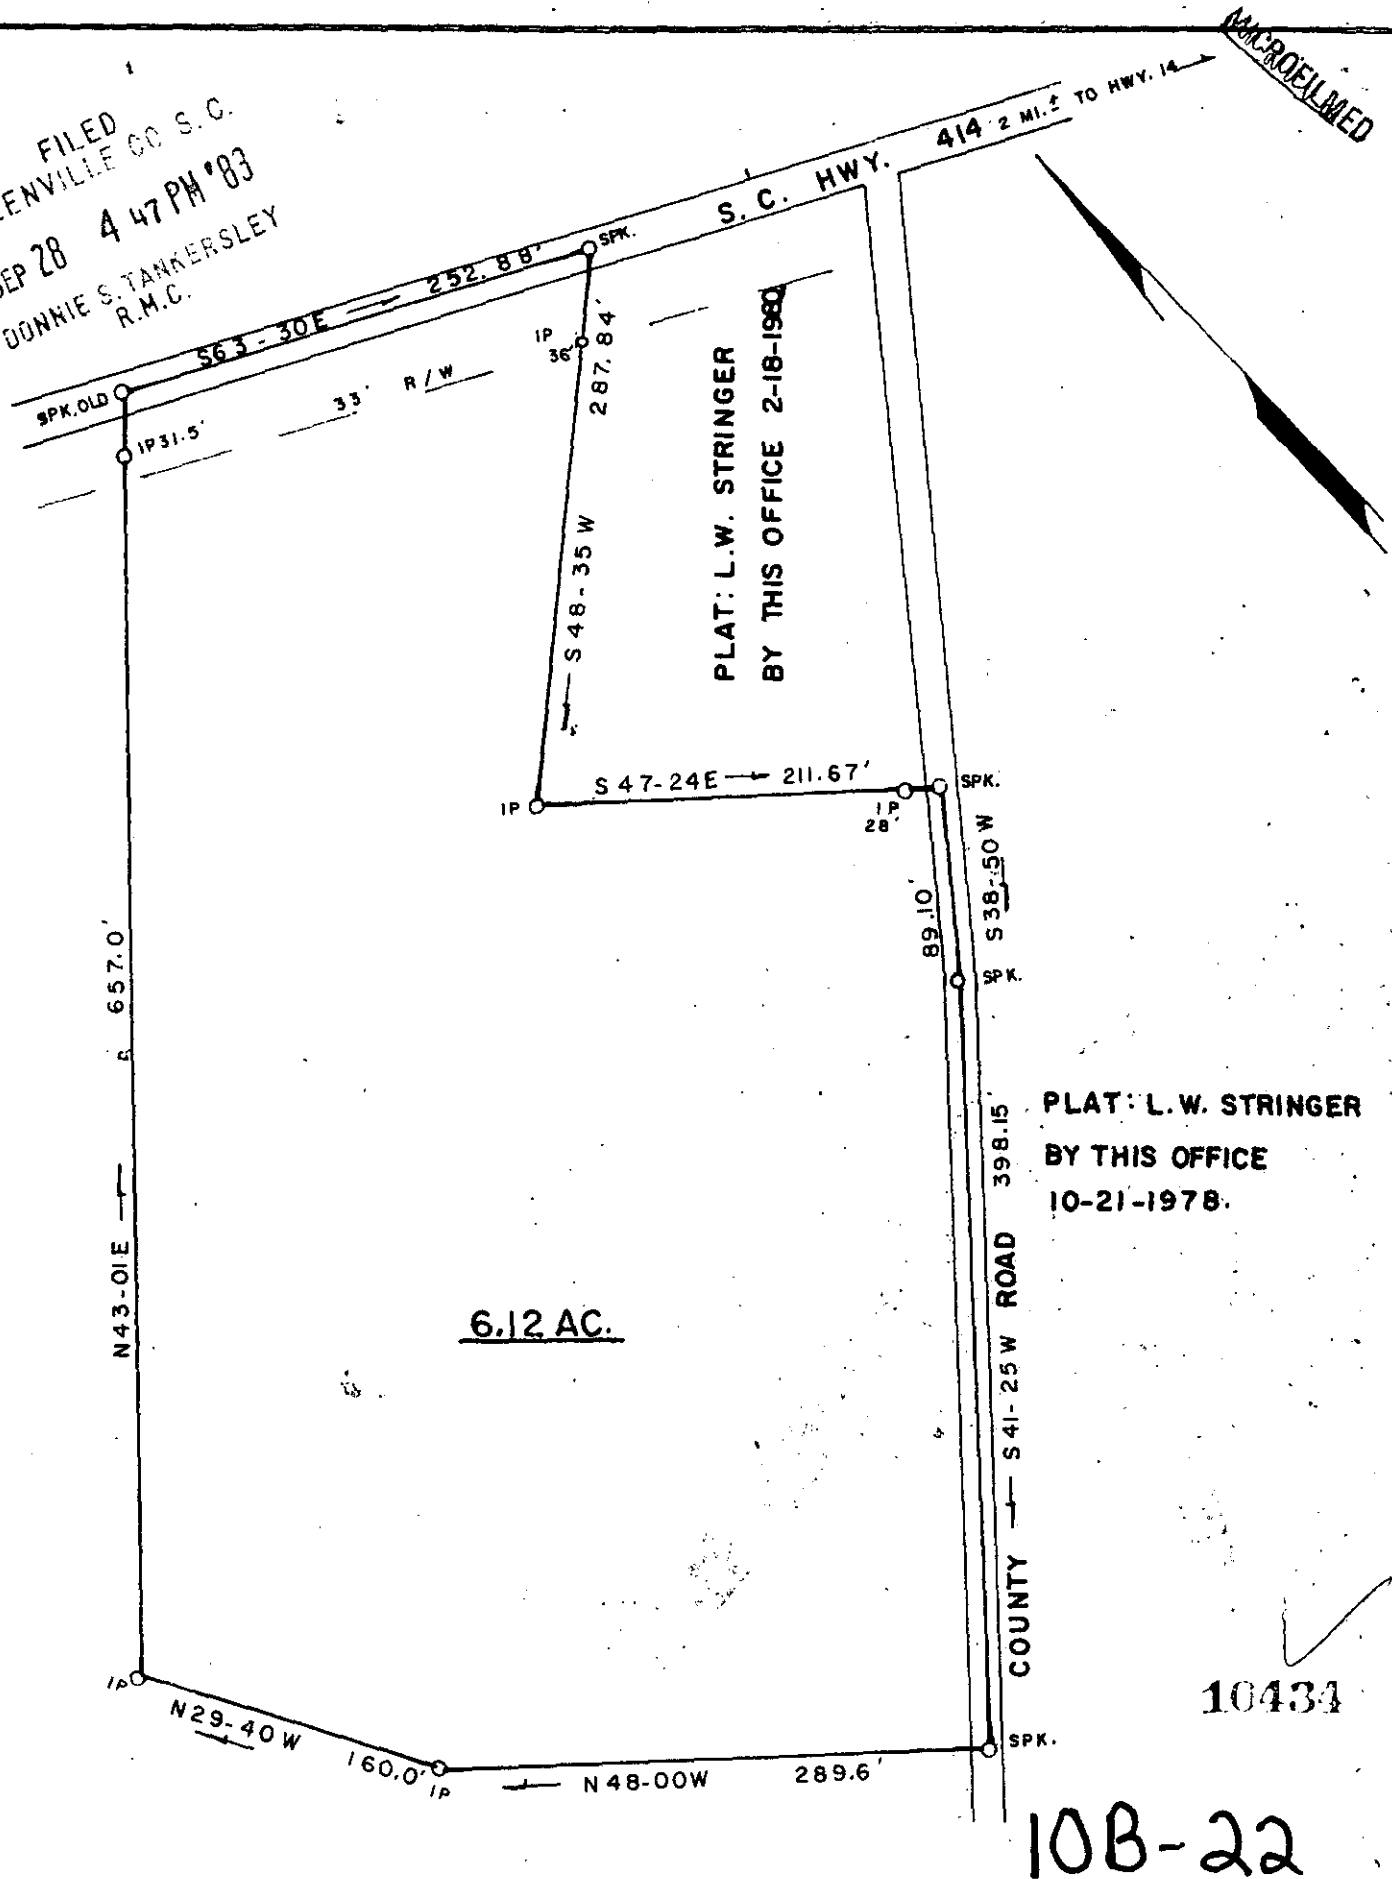 MICROFILMED
FILED
ENVILLE CO S. C.
SEP 28 4 47 PM '83
DONNIE S. TANKERSLEY
R.M.C.
S. C. HWY. 414 2 MI.± TO HWY. 14
SPK.
S63-30E 252.88'
SPK, OLD
IP 31.5'
33' R/W
IP
36'
287.84'
S 48-35 W
PLAT: L.W. STRINGER
BY THIS OFFICE 2-18-1980
S 47-24E 211.67'
IP
IP
28'
SPK.
S 38-50 W
89.10'
SPK.
N43-01E 657.0'
398.15'
PLAT: L.W. STRINGER
BY THIS OFFICE
10-21-1978.
6.12 AC.
COUNTY S 41-25 W ROAD
IP
N 29-40 W 160.0'
IP
N 48-00W 289.6'
SPK.
10434
10B-22